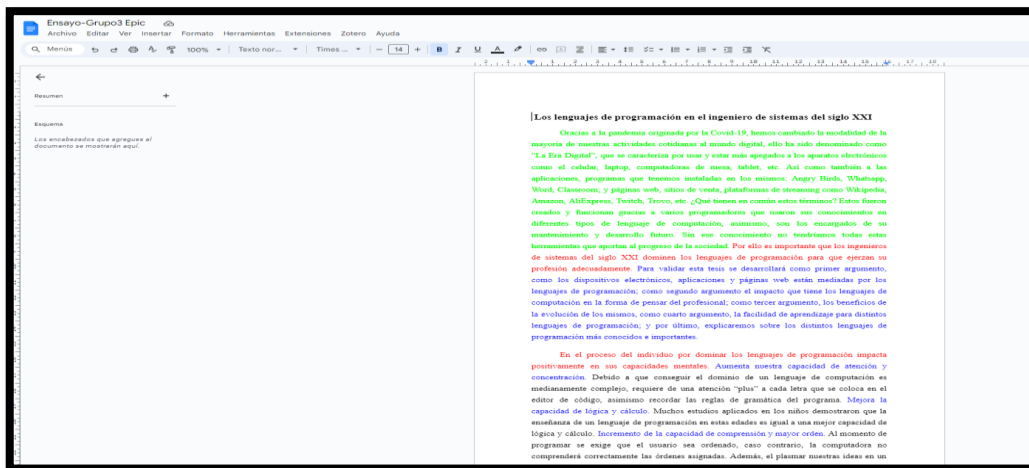 Ensayo-Grupo3 Epic
Archivo Editar Ver Insertar Formato Herramientas Extensiones Zotero Ayuda
Menús 100% Texto nor... Times ... 14 B I U A
2 1 1 2 3 4 5 6 7 8 9 10 11 12 13 14 15 16 17 18
Resumen +
Esquema
Los encabezados que agregues al
documento se mostrarán aquí.
Los lenguajes de programación en el ingeniero de sistemas del siglo XXI
Gracias a la pandemia originada por la Covid-19, hemos cambiado la modalidad de la
mayoría de nuestras actividades cotidianas al mundo digital, ello ha sido denominado como
“La Era Digital”, que se caracteriza por usar y estar más apegados a los aparatos electrónicos
como el celular, laptop, computadoras de mesa, tablet, etc. Así como también a las
aplicaciones, programas que tenemos instaladas en los mismos: Angry Birds, Whatsapp,
Word, Classroom; y páginas web, sitios de venta, plataformas de streaming como Wikipedia,
Amazon, AliExpress, Twitch, Trovo, etc. ¿Qué tienen en común estos términos? Estos fueron
creados y funcionan gracias a varios programadores que usaron sus conocimientos en
diferentes tipos de lenguaje de computación, asimismo, son los encargados de su
mantenimiento y desarrollo futuro. Sin ese conocimiento no tendríamos todas estas
herramientas que aportan al progreso de la sociedad. Por ello es importante que los ingenieros
de sistemas del siglo XXI dominen los lenguajes de programación para que ejerzan su
profesión adecuadamente. Para validar esta tesis se desarrollará como primer argumento,
como los dispositivos electrónicos, aplicaciones y páginas web están mediadas por los
lenguajes de programación; como segundo argumento el impacto que tiene los lenguajes de
computación en la forma de pensar del profesional; como tercer argumento, los beneficios de
la evolución de los mismos, como cuarto argumento, la facilidad de aprendizaje para distintos
lenguajes de programación; y por último, explicaremos sobre los distintos lenguajes de
programación más conocidos e importantes.
En el proceso del individuo por dominar los lenguajes de programación impacta
positivamente en sus capacidades mentales. Aumenta nuestra capacidad de atención y
concentración. Debido a que conseguir el dominio de un lenguaje de computación es
medianamente complejo, requiere de una atención “plus” a cada letra que se coloca en el
editor de código, asimismo recordar las reglas de gramática del programa. Mejora la
capacidad de lógica y cálculo. Muchos estudios aplicados en los niños demostraron que la
enseñanza de un lenguaje de programación en estas edades es igual a una mejor capacidad de
lógica y cálculo. Incremento de la capacidad de comprensión y mayor orden. Al momento de
programar se exige que el usuario sea ordenado, caso contrario, la computadora no
comprenderá correctamente las órdenes asignadas. Además, el plasmar nuestras ideas en un